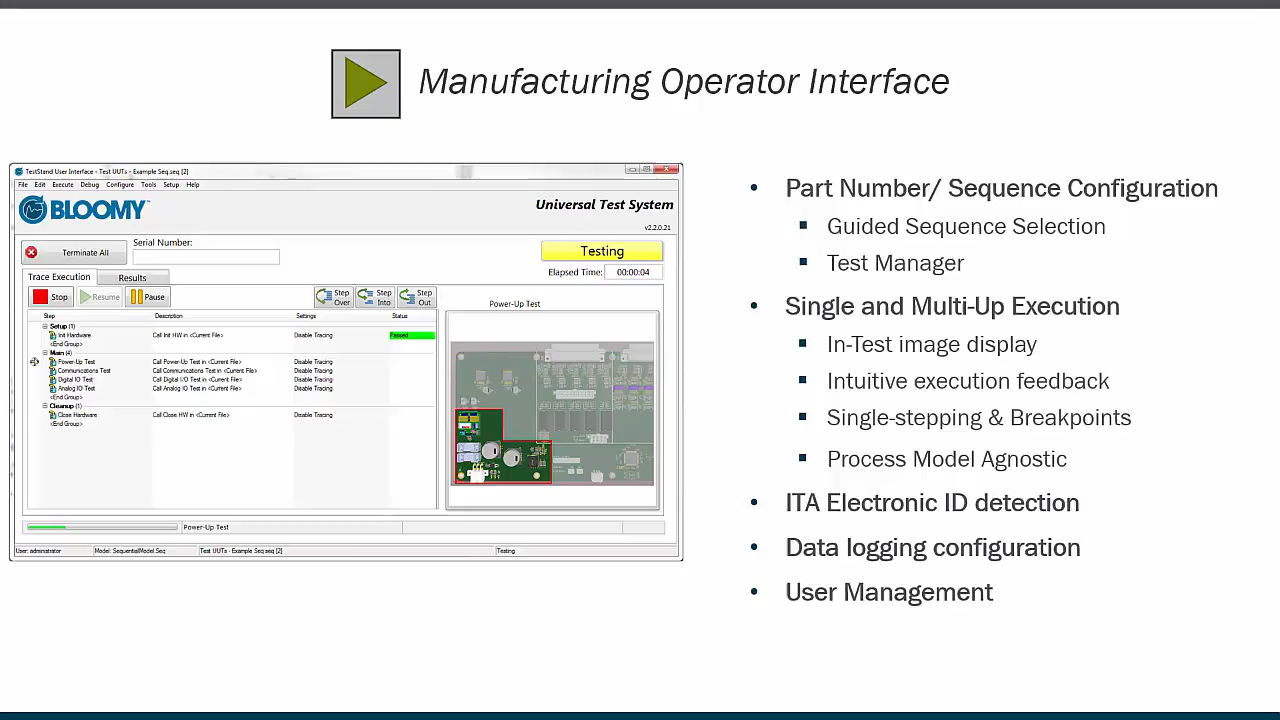 Manufacturing Operator Interface
TestStand User Interface - Test UUTs - Example Seq.seq [2]
File Edit Execute Debug Configure Tools Setup Help
BLOOMY™
Universal Test System
v2.2.0.21
Terminate All
Serial Number:
Testing
Elapsed Time: 00:00:04
Trace Execution Results
Stop Resume Pause Step Over Step Into Step Out
Power-Up Test
Step Description Settings Status
Setup (1)
Init Hardware Call Init HW in <Current File> Disable Tracing Passed
<End Group>
Main (4)
Power-Up Test Call Power-Up Test in <Current File> Disable Tracing
Communications Test Call Communications Test in <Current File> Disable Tracing
Digital IO Test Call Digital I/O Test in <Current File> Disable Tracing
Analog IO Test Call Analog IO Test in <Current File> Disable Tracing
<End Group>
Cleanup (1)
Close Hardware Call Close HW in <Current File> Disable Tracing
<End Group>
Power-Up Test
User: administrator Model: SequentialModel.Seq Test UUTs - Example Seq.seq [2] Testing
• Part Number/ Sequence Configuration
▪ Guided Sequence Selection
▪ Test Manager
• Single and Multi-Up Execution
▪ In-Test image display
▪ Intuitive execution feedback
▪ Single-stepping & Breakpoints
▪ Process Model Agnostic
• ITA Electronic ID detection
• Data logging configuration
• User Management